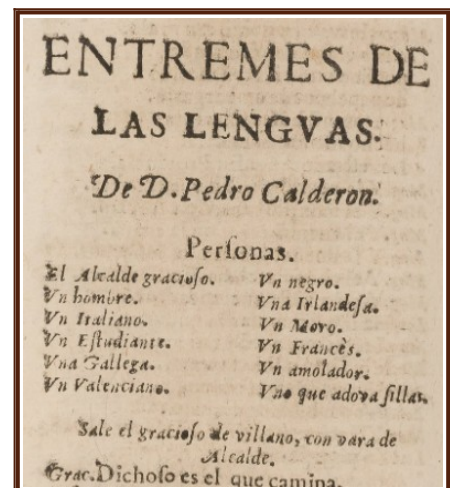 ENTREMES DE
LAS LENGVAS.
De D. Pedro Calderon.
Perſonas.
El Alcalde gracioſo.
Vn hombre.
Vn Italiano.
Vn Eſtudiante.
Vna Gallega.
Vn Valenciano.
Vn negro.
Vna Irlandeſa.
Vn Moro.
Vn Francès.
Vn amolador.
Vno que adova ſillas.
Sale el gracioſo de villano, con vara de
Alcalde.
Grac. Dichoſo es el que camina,